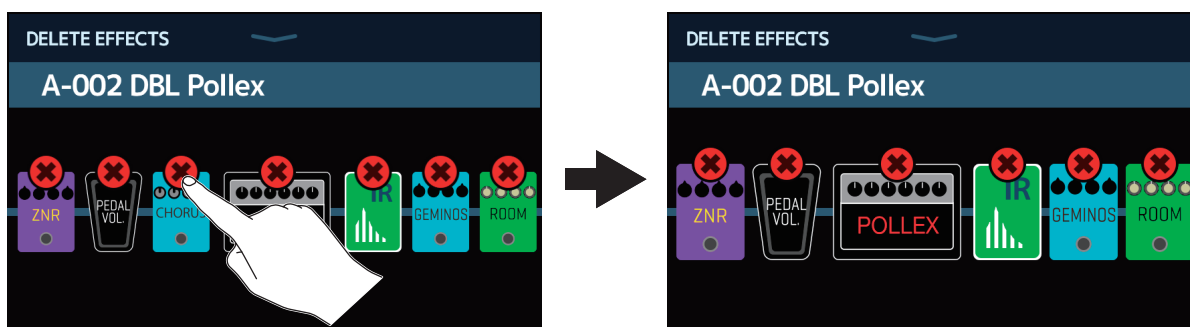 DELETE EFFECTS
A-002 DBL Pollex
ZNR
PEDAL
VOL.
CHORUS
IR
GEMINOS
ROOM
DELETE EFFECTS
A-002 DBL Pollex
ZNR
PEDAL
VOL.
POLLEX
IR
GEMINOS
ROOM